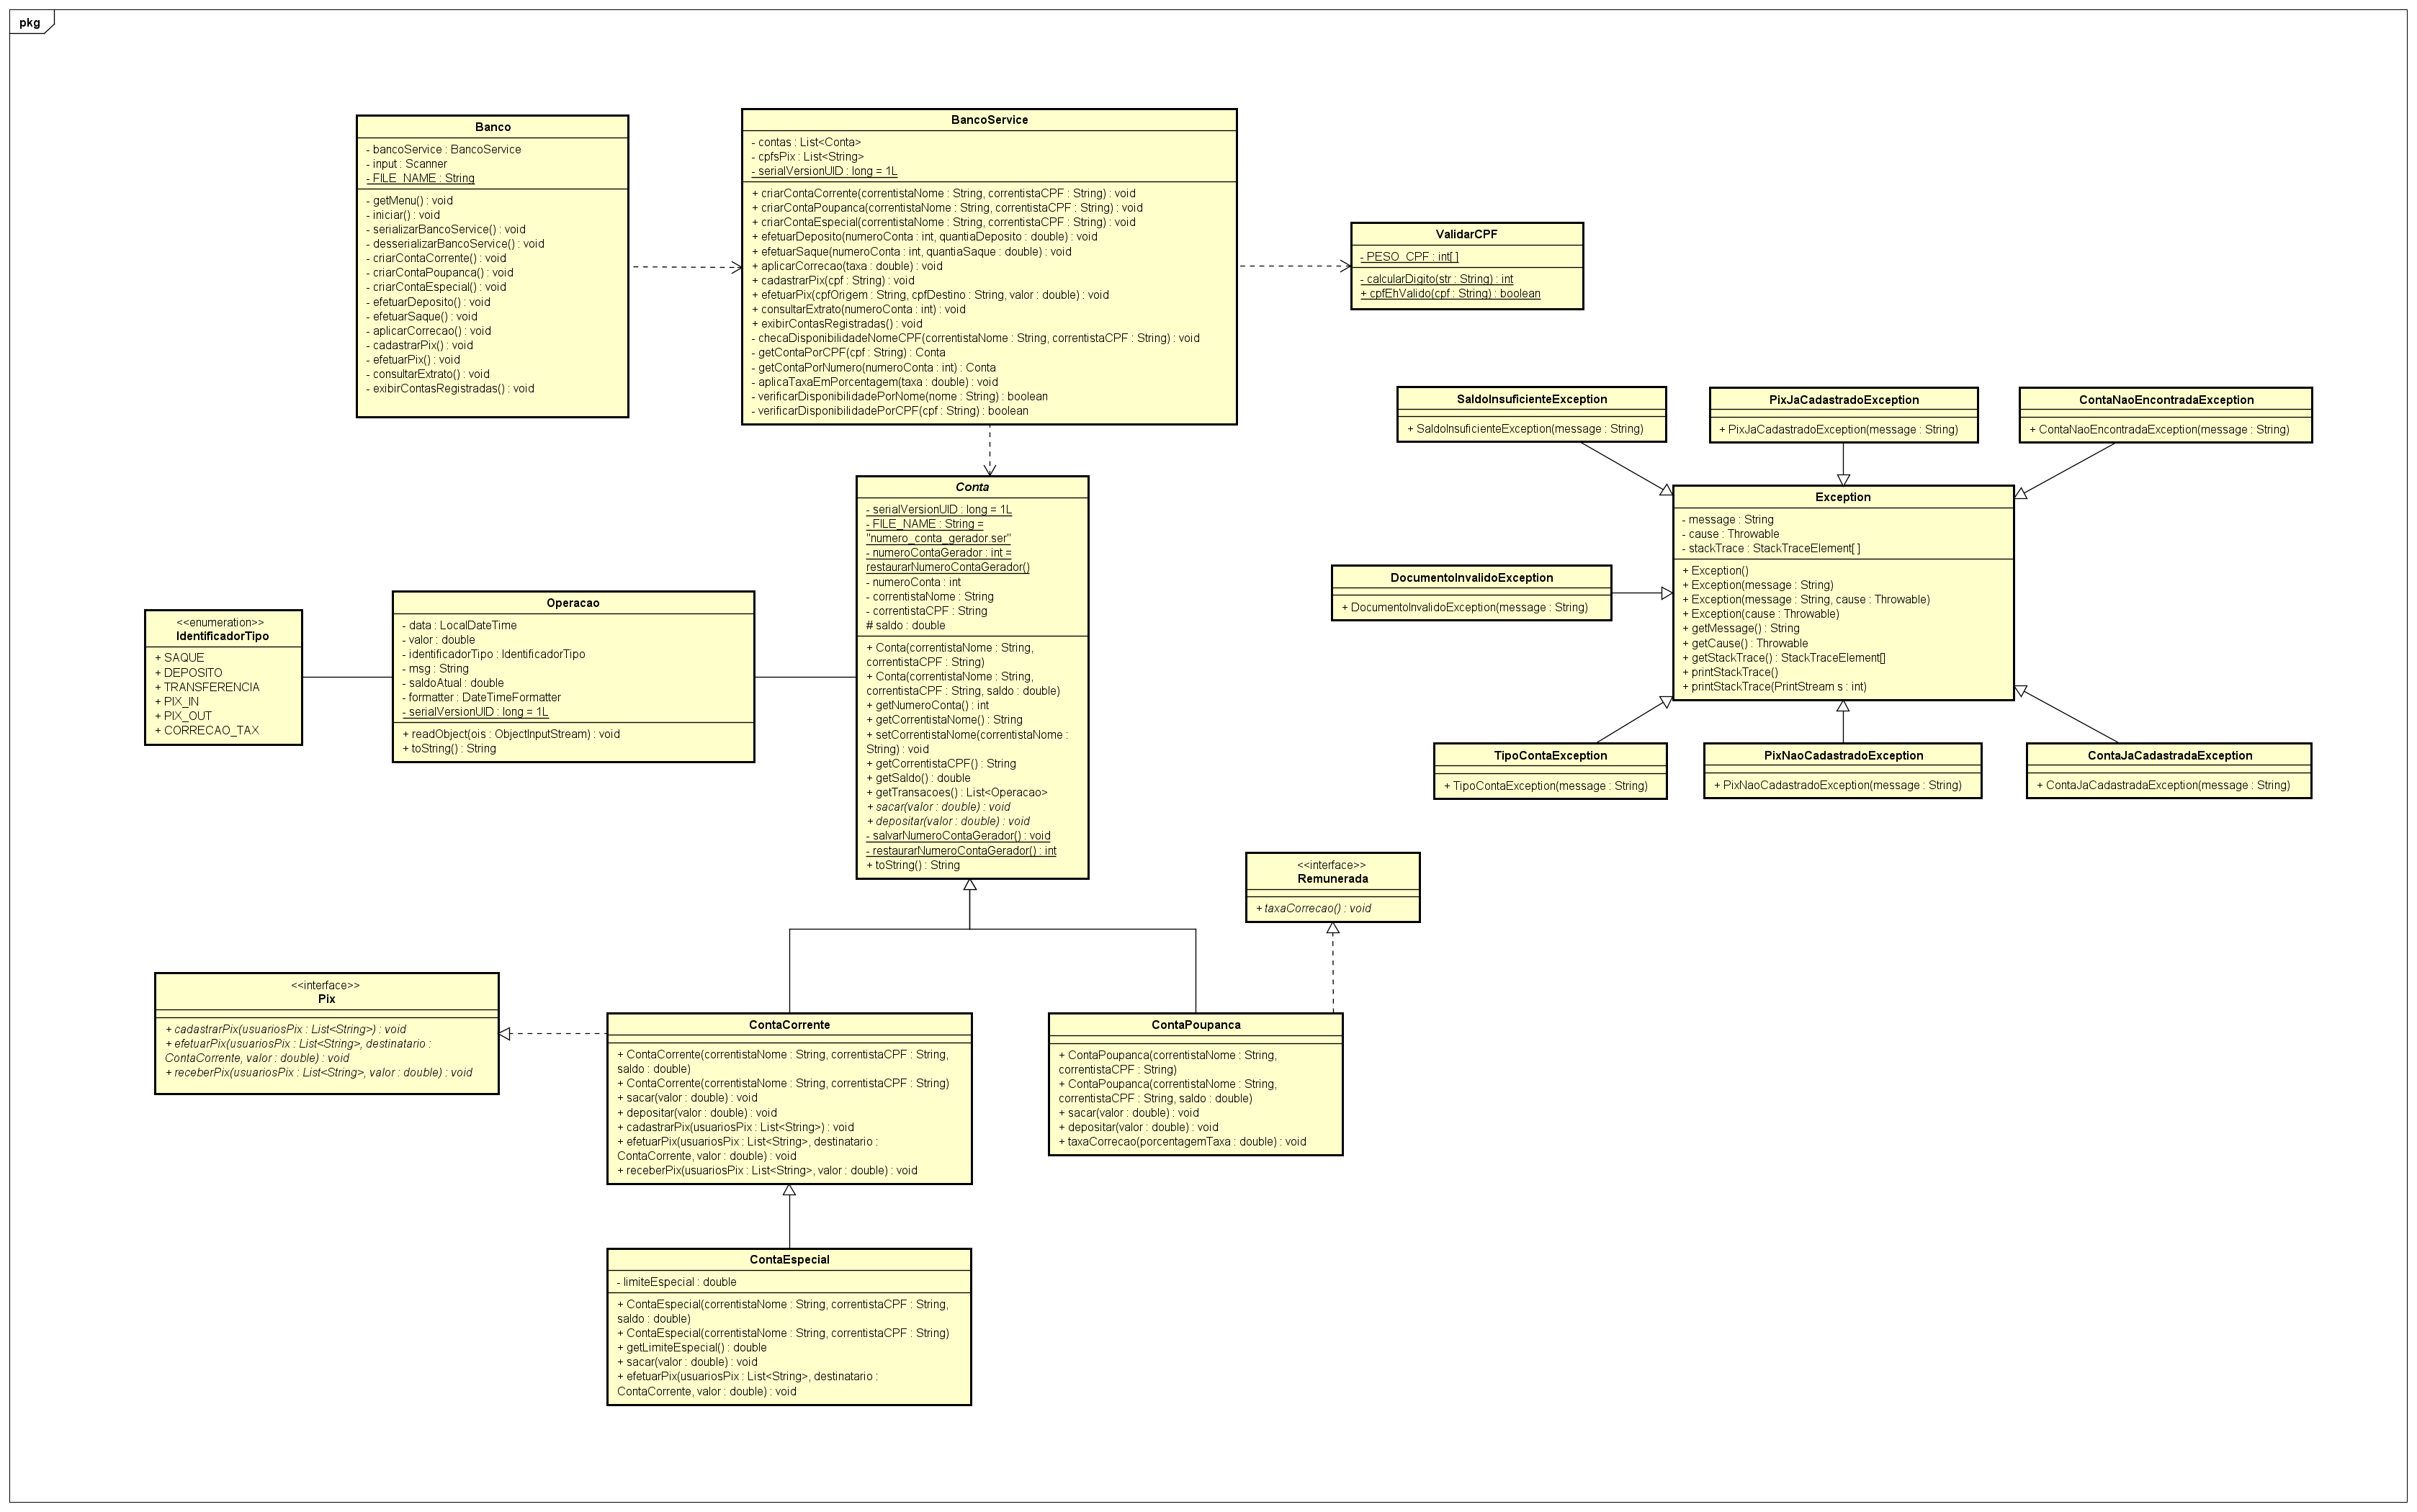 pkg
Banco
- bancoService : BancoService
- input : Scanner
- FILE_NAME : String
- getMenu() : void
- iniciar() : void
- serializarBancoService() : void
- desserializarBancoService() : void
- criarContaCorrente() : void
- criarContaPoupanca() : void
- criarContaEspecial() : void
- efetuarDeposito() : void
- efetuarSaque() : void
- aplicarCorrecao() : void
- cadastrarPix() : void
- efetuarPix() : void
- consultarExtrato() : void
- exibirContasRegistradas() : void
BancoService
- contas : List<Conta>
- cpfsPix : List<String>
- serialVersionUID : long = 1L
+ criarContaCorrente(correntistaNome : String, correntistaCPF : String) : void
+ criarContaPoupanca(correntistaNome : String, correntistaCPF : String) : void
+ criarContaEspecial(correntistaNome : String, correntistaCPF : String) : void
+ efetuarDeposito(numeroConta : int, quantiaDeposito : double) : void
+ efetuarSaque(numeroConta : int, quantiaSaque : double) : void
+ aplicarCorrecao(taxa : double) : void
+ cadastrarPix(cpf : String) : void
+ efetuarPix(cpfOrigem : String, cpfDestino : String, valor : double) : void
+ consultarExtrato(numeroConta : int) : void
+ exibirContasRegistradas() : void
- checaDisponibilidadeNomeCPF(correntistaNome : String, correntistaCPF : String) : void
- getContaPorCPF(cpf : String) : Conta
- getContaPorNumero(numeroConta : int) : Conta
- aplicaTaxaEmPorcentagem(taxa : double) : void
- verificarDisponibilidadePorNome(nome : String) : boolean
- verificarDisponibilidadePorCPF(cpf : String) : boolean
ValidarCPF
- PESO_CPF : int[ ]
- calcularDigito(str : String) : int
+ cpfEhValido(cpf : String) : boolean
SaldoInsuficienteException
+ SaldoInsuficienteException(message : String)
PixJaCadastradoException
+ PixJaCadastradoException(message : String)
ContaNaoEncontradaException
+ ContaNaoEncontradaException(message : String)
Exception
- message : String
- cause : Throwable
- stackTrace : StackTraceElement[ ]
+ Exception()
+ Exception(message : String)
+ Exception(message : String, cause : Throwable)
+ Exception(cause : Throwable)
+ getMessage() : String
+ getCause() : Throwable
+ getStackTrace() : StackTraceElement[]
+ printStackTrace()
+ printStackTrace(PrintStream s : int)
DocumentoInvalidoException
+ DocumentoInvalidoException(message : String)
TipoContaException
+ TipoContaException(message : String)
PixNaoCadastradoException
+ PixNaoCadastradoException(message : String)
ContaJaCadastradaException
+ ContaJaCadastradaException(message : String)
Conta
- serialVersionUID : long = 1L
- FILE_NAME : String =
"numero_conta_gerador.ser"
- numeroContaGerador : int =
restaurarNumeroContaGerador()
- numeroConta : int
- correntistaNome : String
- correntistaCPF : String
# saldo : double
+ Conta(correntistaNome : String,
correntistaCPF : String)
+ Conta(correntistaNome : String,
correntistaCPF : String, saldo : double)
+ getNumeroConta() : int
+ getCorrentistaNome() : String
+ setCorrentistaNome(correntistaNome :
String) : void
+ getCorrentistaCPF() : String
+ getSaldo() : double
+ getTransacoes() : List<Operacao>
+ sacar(valor : double) : void
+ depositar(valor : double) : void
- salvarNumeroContaGerador() : void
- restaurarNumeroContaGerador() : int
+ toString() : String
<<enumeration>>
IdentificadorTipo
+ SAQUE
+ DEPOSITO
+ TRANSFERENCIA
+ PIX_IN
+ PIX_OUT
+ CORRECAO_TAX
Operacao
- data : LocalDateTime
- valor : double
- identificadorTipo : IdentificadorTipo
- msg : String
- saldoAtual : double
- formatter : DateTimeFormatter
- serialVersionUID : long = 1L
+ readObject(ois : ObjectInputStream) : void
+ toString() : String
<<interface>>
Remunerada
+ taxaCorrecao() : void
<<interface>>
Pix
+ cadastrarPix(usuariosPix : List<String>) : void
+ efetuarPix(usuariosPix : List<String>, destinatario :
ContaCorrente, valor : double) : void
+ receberPix(usuariosPix : List<String>, valor : double) : void
ContaCorrente
+ ContaCorrente(correntistaNome : String, correntistaCPF : String,
saldo : double)
+ ContaCorrente(correntistaNome : String, correntistaCPF : String)
+ sacar(valor : double) : void
+ depositar(valor : double) : void
+ cadastrarPix(usuariosPix : List<String>) : void
+ efetuarPix(usuariosPix : List<String>, destinatario :
ContaCorrente, valor : double) : void
+ receberPix(usuariosPix : List<String>, valor : double) : void
ContaPoupanca
+ ContaPoupanca(correntistaNome : String,
correntistaCPF : String)
+ ContaPoupanca(correntistaNome : String,
correntistaCPF : String, saldo : double)
+ sacar(valor : double) : void
+ depositar(valor : double) : void
+ taxaCorrecao(porcentagemTaxa : double) : void
ContaEspecial
- limiteEspecial : double
+ ContaEspecial(correntistaNome : String, correntistaCPF : String,
saldo : double)
+ ContaEspecial(correntistaNome : String, correntistaCPF : String)
+ getLimiteEspecial() : double
+ sacar(valor : double) : void
+ efetuarPix(usuariosPix : List<String>, destinatario :
ContaCorrente, valor : double) : void